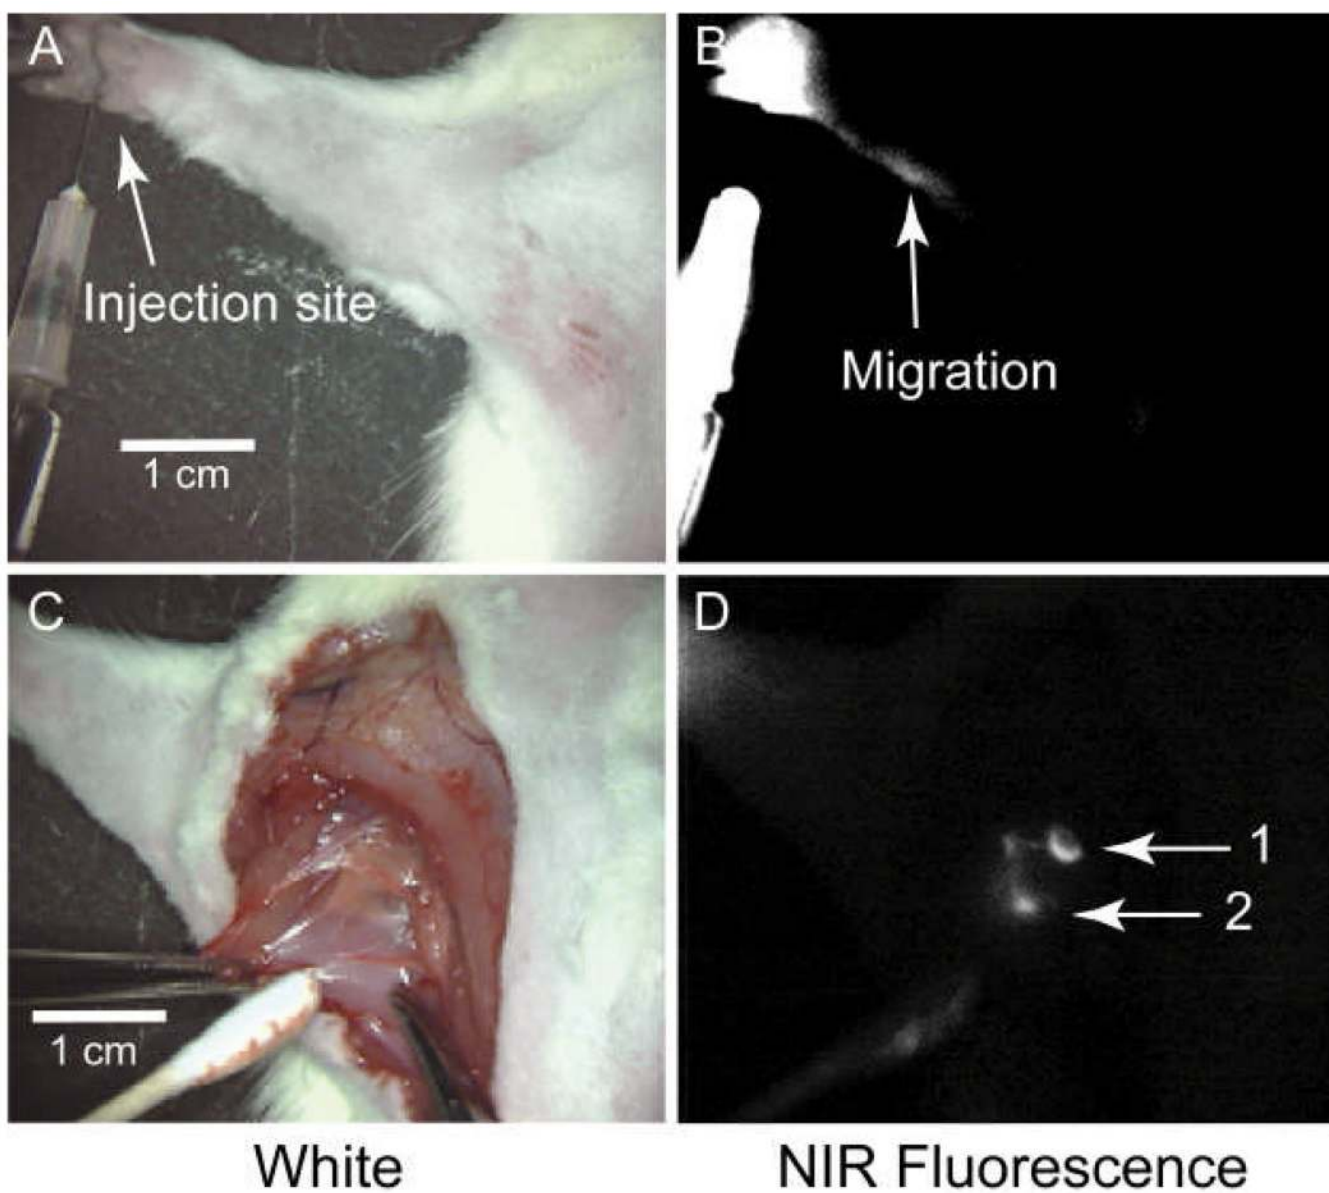 A
B
Injection site
Migration
1 cm
C
D
1
2
1 cm
White
NIR Fluorescence